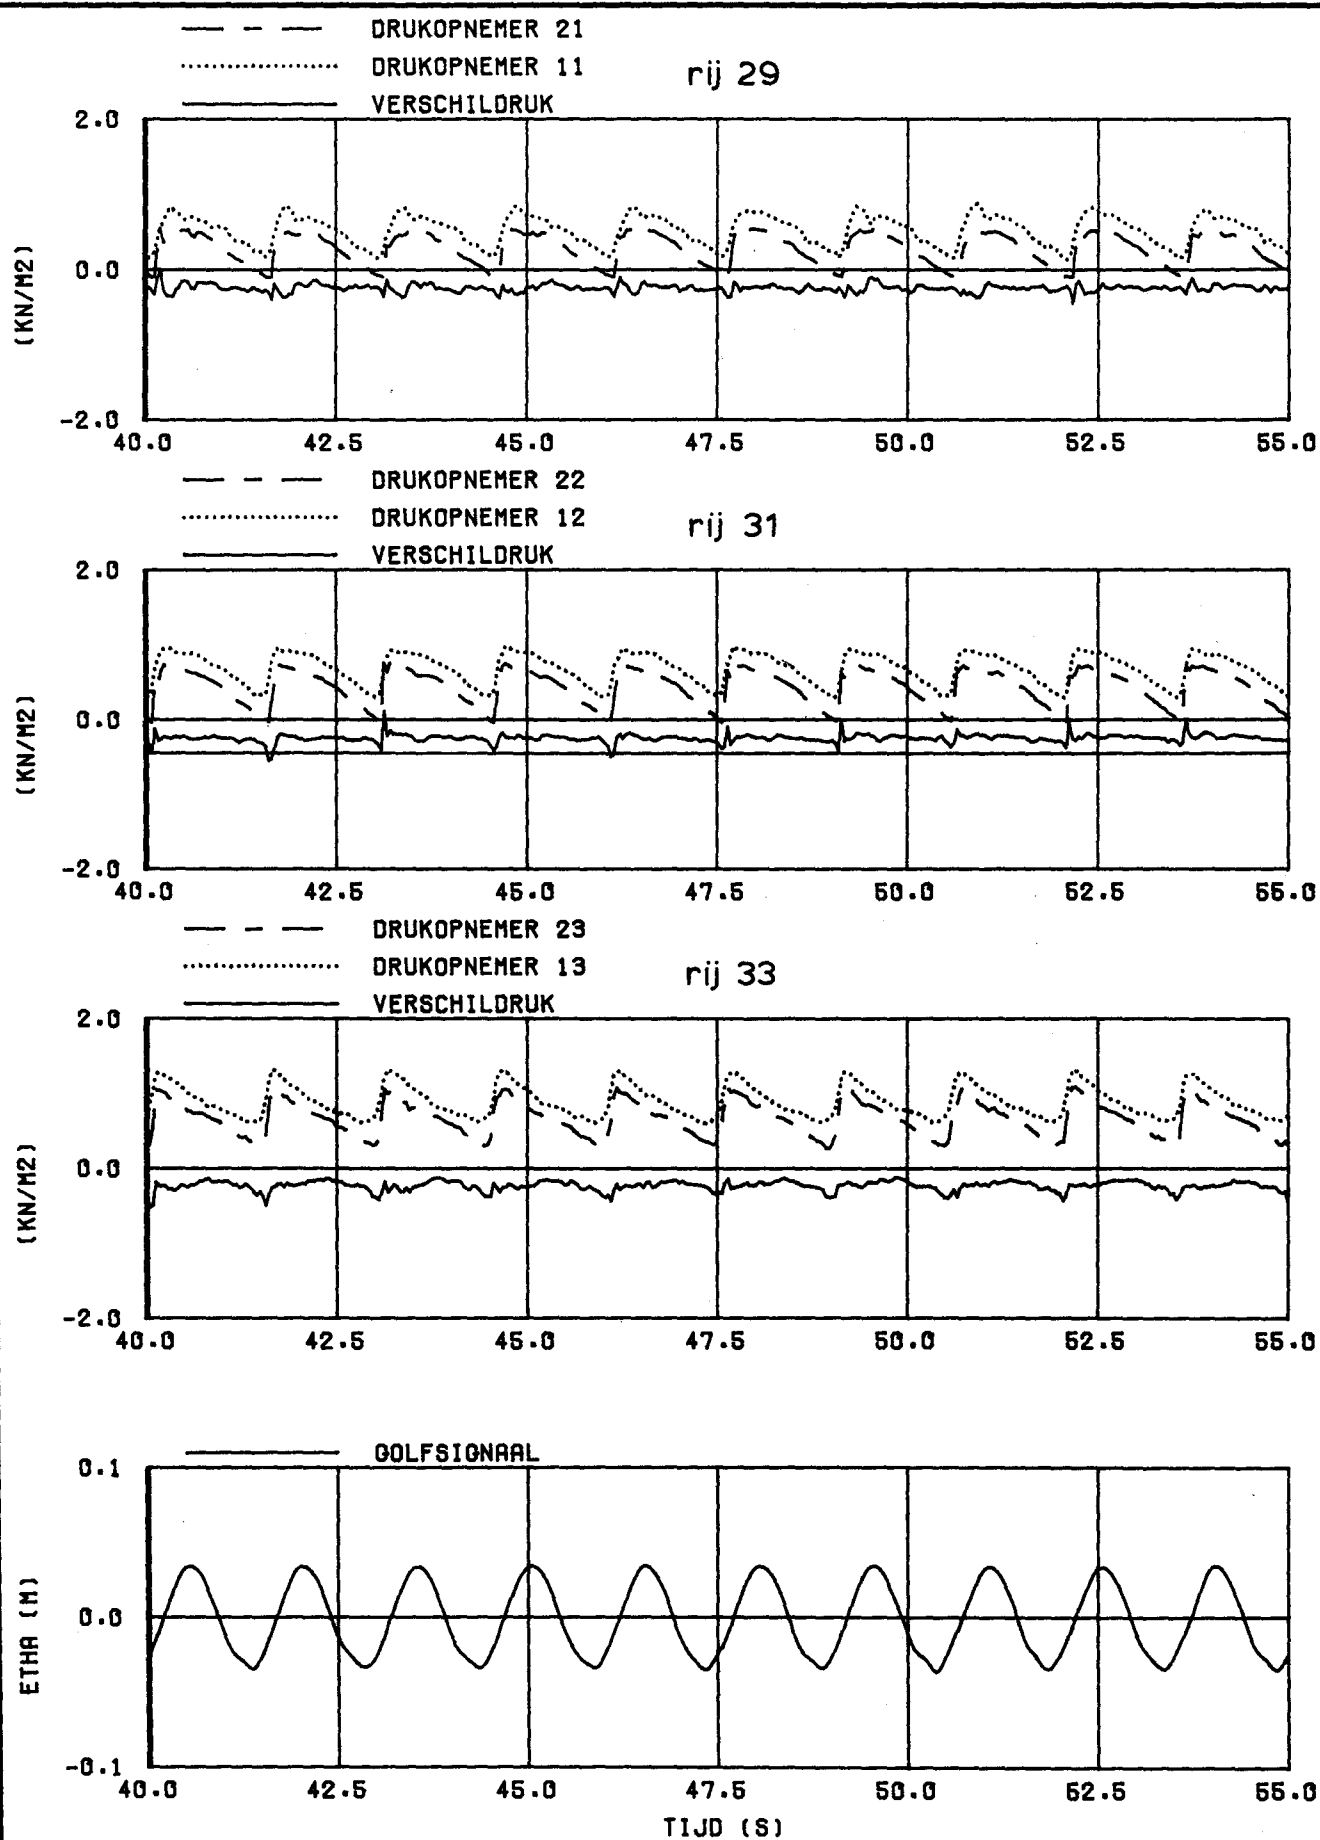 DRUKOPNEMER 21
DRUKOPNEMER 11
rij 29
VERSCHILDRUK
2.0
0.0
-2.0
(KN/M2)
40.0 42.5 45.0 47.5 50.0 52.5 55.0
DRUKOPNEMER 22
DRUKOPNEMER 12
rij 31
VERSCHILDRUK
2.0
0.0
-2.0
(KN/M2)
40.0 42.5 45.0 47.5 50.0 52.5 55.0
DRUKOPNEMER 23
DRUKOPNEMER 13
rij 33
VERSCHILDRUK
2.0
0.0
-2.0
(KN/M2)
40.0 42.5 45.0 47.5 50.0 52.5 55.0
GOLFSIGNAAL
0.1
0.0
-0.1
ETHA (M)
40.0 42.5 45.0 47.5 50.0 52.5 55.0
TIJD (S)